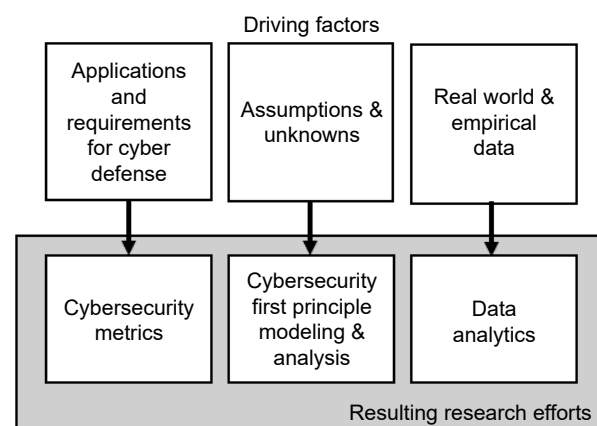 Driving factors
Applications
and
requirements
for cyber
defense
Assumptions &
unknowns
Real world &
empirical
data
Cybersecurity
metrics
Cybersecurity
first principle
modeling &
analysis
Data
analytics
Resulting research efforts